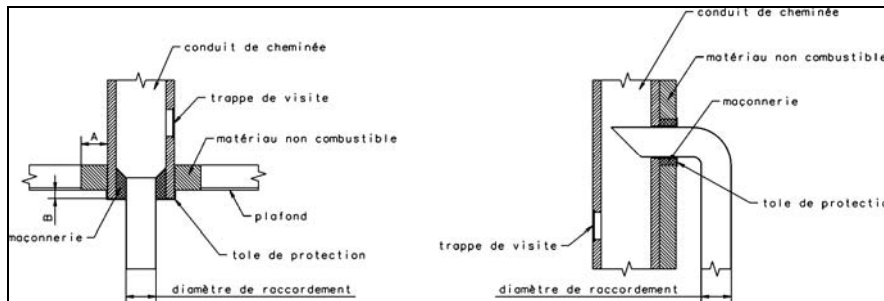 conduit de cheminée
trappe de visite
matériau non combustible
A
B
plafond
maçonnerie
tole de protection
diamètre de raccordement
conduit de cheminée
matériau non combustible
maçonnerie
tole de protection
trappe de visite
diamètre de raccordement